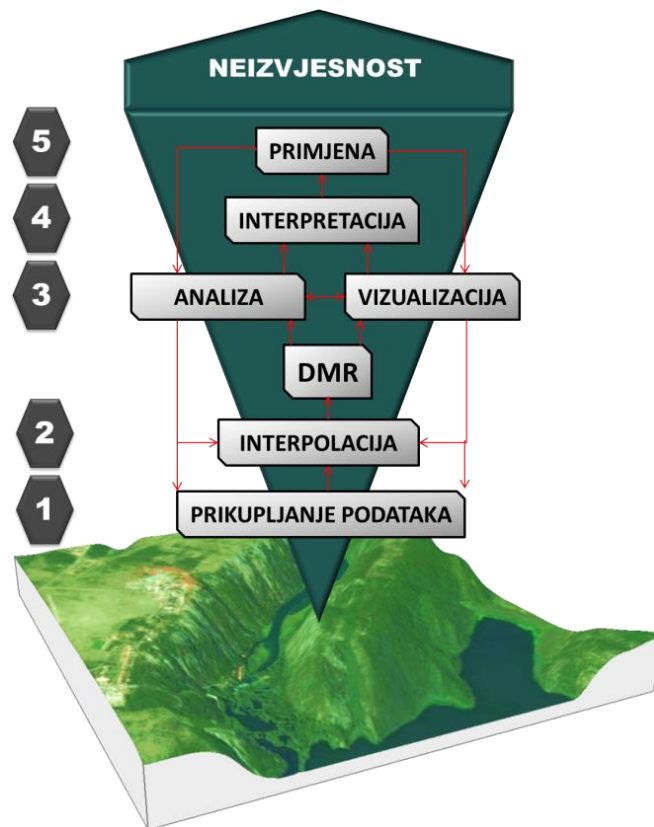 NEIZVJESNOST
5
PRIMJENA
4
INTERPRETACIJA
3
ANALIZA
VIZUALIZACIJA
DMR
2
INTERPOLACIJA
1
PRIKUPLJANJE PODATAKA